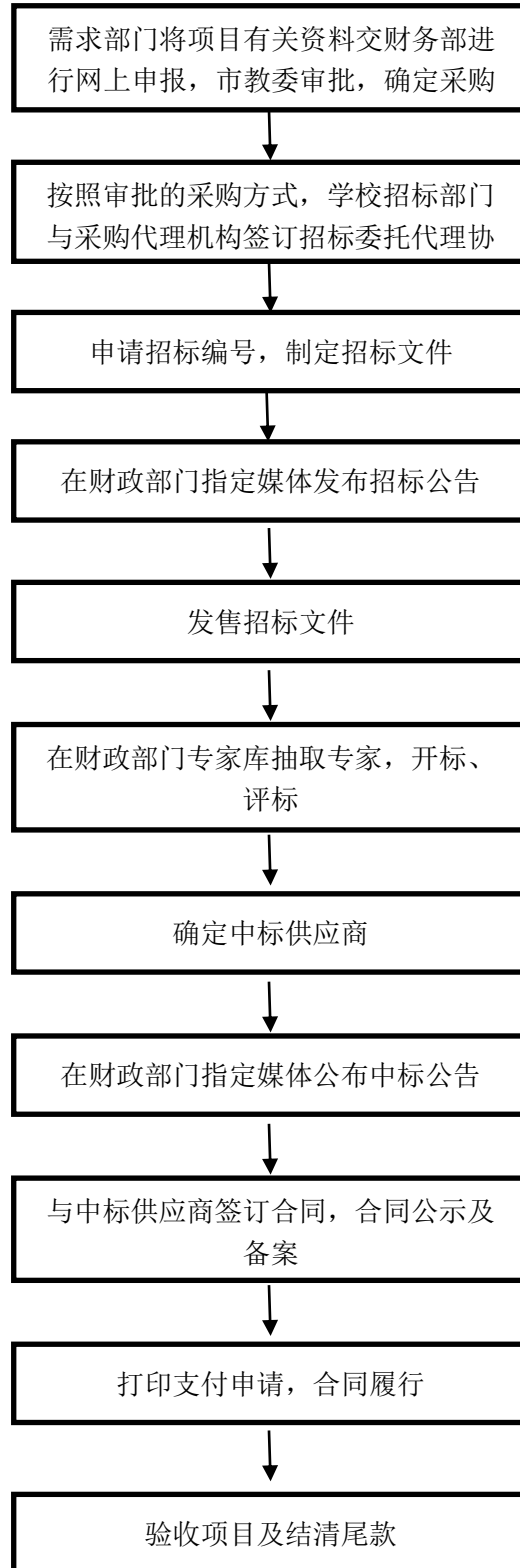 需求部门将项目有关资料交财务部进
行网上申报，市教委审批，确定采购
按照审批的采购方式，学校招标部门
与采购代理机构签订招标委托代理协
申请招标编号，制定招标文件
在财政部门指定媒体发布招标公告
发售招标文件
在财政部门专家库抽取专家，开标、
评标
确定中标供应商
在财政部门指定媒体公布中标公告
与中标供应商签订合同，合同公示及
备案
打印支付申请，合同履行
验收项目及结清尾款